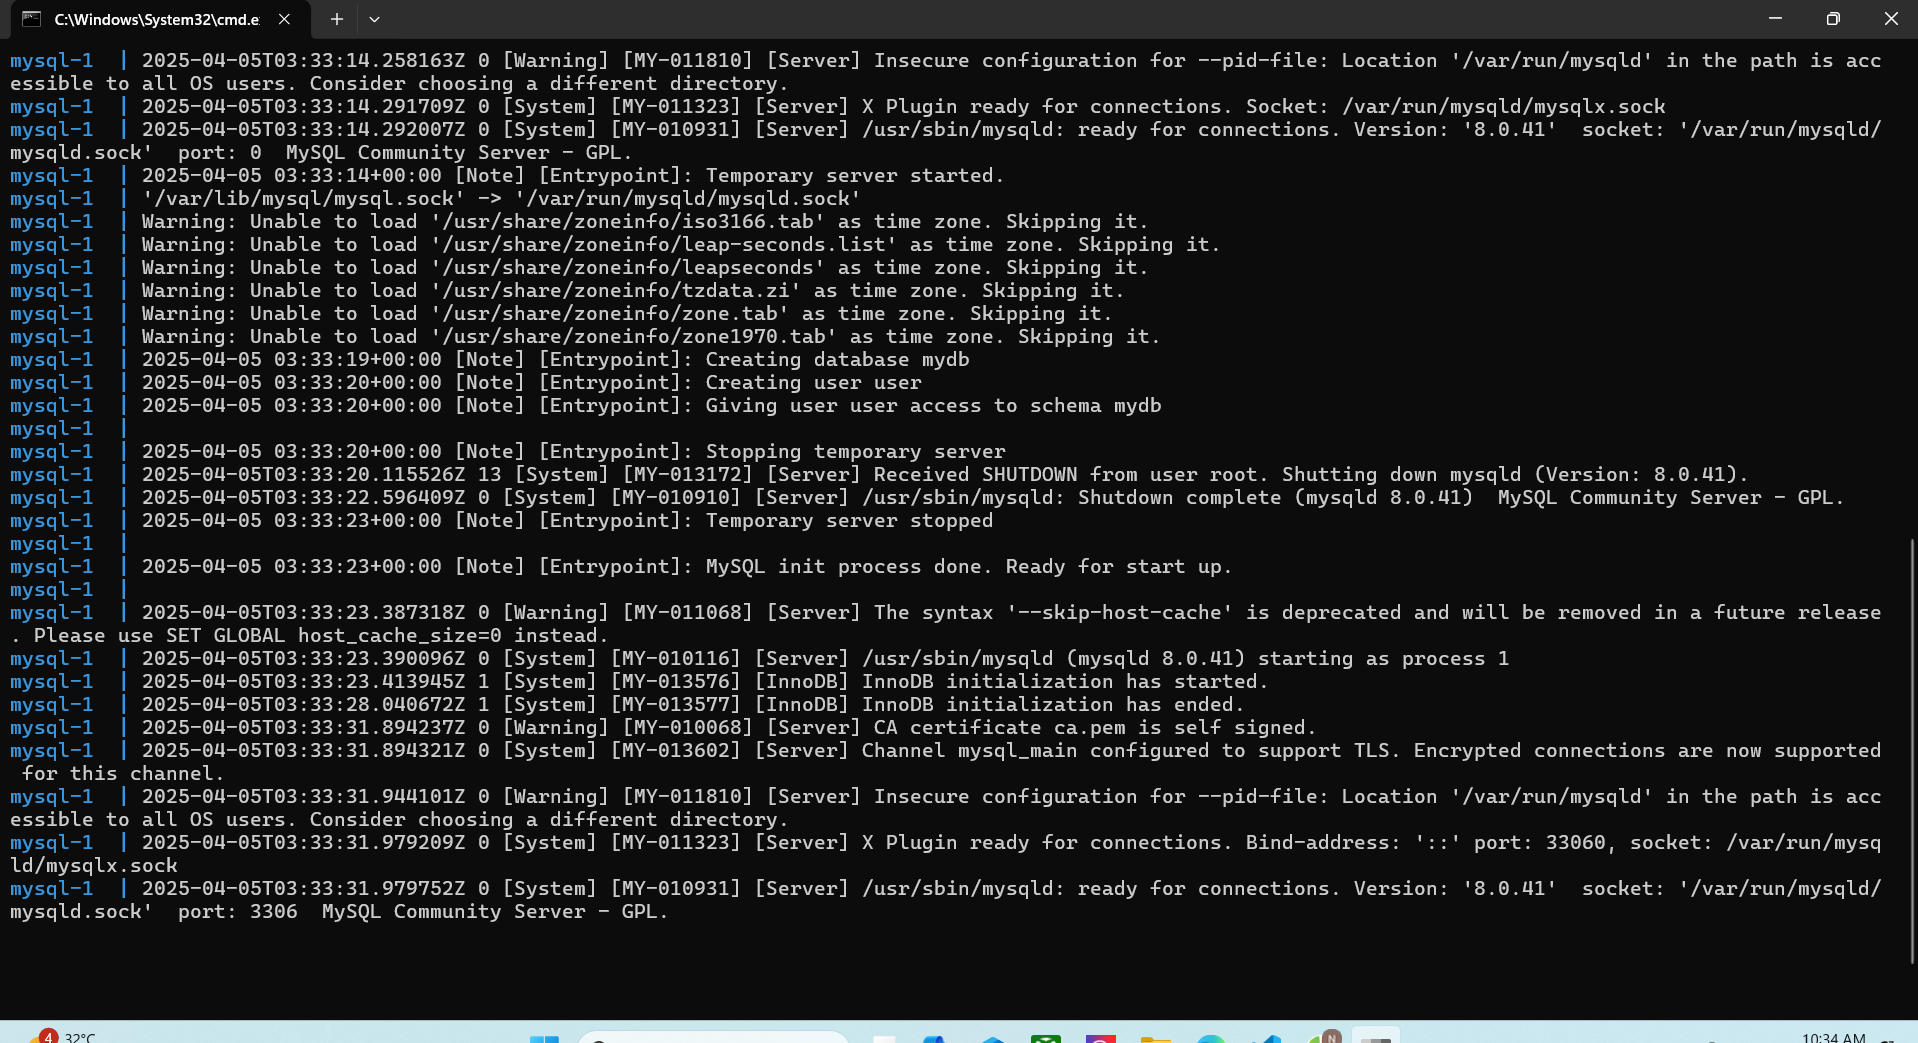 C:\Windows\System32\cmd.e
mysql-1  | 2025-04-05T03:33:14.258163Z 0 [Warning] [MY-011810] [Server] Insecure configuration for --pid-file: Location '/var/run/mysqld' in the path is acc
essible to all OS users. Consider choosing a different directory.
mysql-1  | 2025-04-05T03:33:14.291709Z 0 [System] [MY-011323] [Server] X Plugin ready for connections. Socket: /var/run/mysqld/mysqlx.sock
mysql-1  | 2025-04-05T03:33:14.292007Z 0 [System] [MY-010931] [Server] /usr/sbin/mysqld: ready for connections. Version: '8.0.41'  socket: '/var/run/mysqld/
mysqld.sock'  port: 0  MySQL Community Server - GPL.
mysql-1  | 2025-04-05 03:33:14+00:00 [Note] [Entrypoint]: Temporary server started.
mysql-1  | '/var/lib/mysql/mysql.sock' -> '/var/run/mysqld/mysqld.sock'
mysql-1  | Warning: Unable to load '/usr/share/zoneinfo/iso3166.tab' as time zone. Skipping it.
mysql-1  | Warning: Unable to load '/usr/share/zoneinfo/leap-seconds.list' as time zone. Skipping it.
mysql-1  | Warning: Unable to load '/usr/share/zoneinfo/leapseconds' as time zone. Skipping it.
mysql-1  | Warning: Unable to load '/usr/share/zoneinfo/tzdata.zi' as time zone. Skipping it.
mysql-1  | Warning: Unable to load '/usr/share/zoneinfo/zone.tab' as time zone. Skipping it.
mysql-1  | Warning: Unable to load '/usr/share/zoneinfo/zone1970.tab' as time zone. Skipping it.
mysql-1  | 2025-04-05 03:33:19+00:00 [Note] [Entrypoint]: Creating database mydb
mysql-1  | 2025-04-05 03:33:20+00:00 [Note] [Entrypoint]: Creating user user
mysql-1  | 2025-04-05 03:33:20+00:00 [Note] [Entrypoint]: Giving user user access to schema mydb
mysql-1  |
mysql-1  | 2025-04-05 03:33:20+00:00 [Note] [Entrypoint]: Stopping temporary server
mysql-1  | 2025-04-05T03:33:20.115526Z 13 [System] [MY-013172] [Server] Received SHUTDOWN from user root. Shutting down mysqld (Version: 8.0.41).
mysql-1  | 2025-04-05T03:33:22.596409Z 0 [System] [MY-010910] [Server] /usr/sbin/mysqld: Shutdown complete (mysqld 8.0.41)  MySQL Community Server - GPL.
mysql-1  | 2025-04-05 03:33:23+00:00 [Note] [Entrypoint]: Temporary server stopped
mysql-1  |
mysql-1  | 2025-04-05 03:33:23+00:00 [Note] [Entrypoint]: MySQL init process done. Ready for start up.
mysql-1  |
mysql-1  | 2025-04-05T03:33:23.387318Z 0 [Warning] [MY-011068] [Server] The syntax '--skip-host-cache' is deprecated and will be removed in a future release
. Please use SET GLOBAL host_cache_size=0 instead.
mysql-1  | 2025-04-05T03:33:23.390096Z 0 [System] [MY-010116] [Server] /usr/sbin/mysqld (mysqld 8.0.41) starting as process 1
mysql-1  | 2025-04-05T03:33:23.413945Z 1 [System] [MY-013576] [InnoDB] InnoDB initialization has started.
mysql-1  | 2025-04-05T03:33:28.040672Z 1 [System] [MY-013577] [InnoDB] InnoDB initialization has ended.
mysql-1  | 2025-04-05T03:33:31.894237Z 0 [Warning] [MY-010068] [Server] CA certificate ca.pem is self signed.
mysql-1  | 2025-04-05T03:33:31.894321Z 0 [System] [MY-013602] [Server] Channel mysql_main configured to support TLS. Encrypted connections are now supported
 for this channel.
mysql-1  | 2025-04-05T03:33:31.944101Z 0 [Warning] [MY-011810] [Server] Insecure configuration for --pid-file: Location '/var/run/mysqld' in the path is acc
essible to all OS users. Consider choosing a different directory.
mysql-1  | 2025-04-05T03:33:31.979209Z 0 [System] [MY-011323] [Server] X Plugin ready for connections. Bind-address: '::' port: 33060, socket: /var/run/mysq
ld/mysqlx.sock
mysql-1  | 2025-04-05T03:33:31.979752Z 0 [System] [MY-010931] [Server] /usr/sbin/mysqld: ready for connections. Version: '8.0.41'  socket: '/var/run/mysqld/
mysqld.sock'  port: 3306  MySQL Community Server - GPL.
4 32°C N 10:34 AM